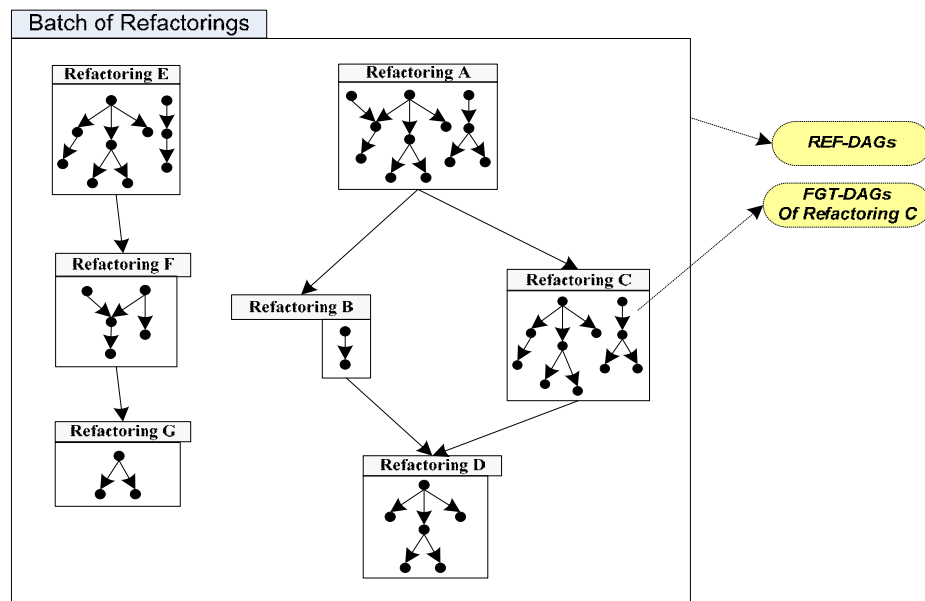 Batch of Refactorings
Refactoring E
Refactoring A
REF-DAGs
FGT-DAGs
Of Refactoring C
Refactoring F
Refactoring C
Refactoring B
Refactoring G
Refactoring D